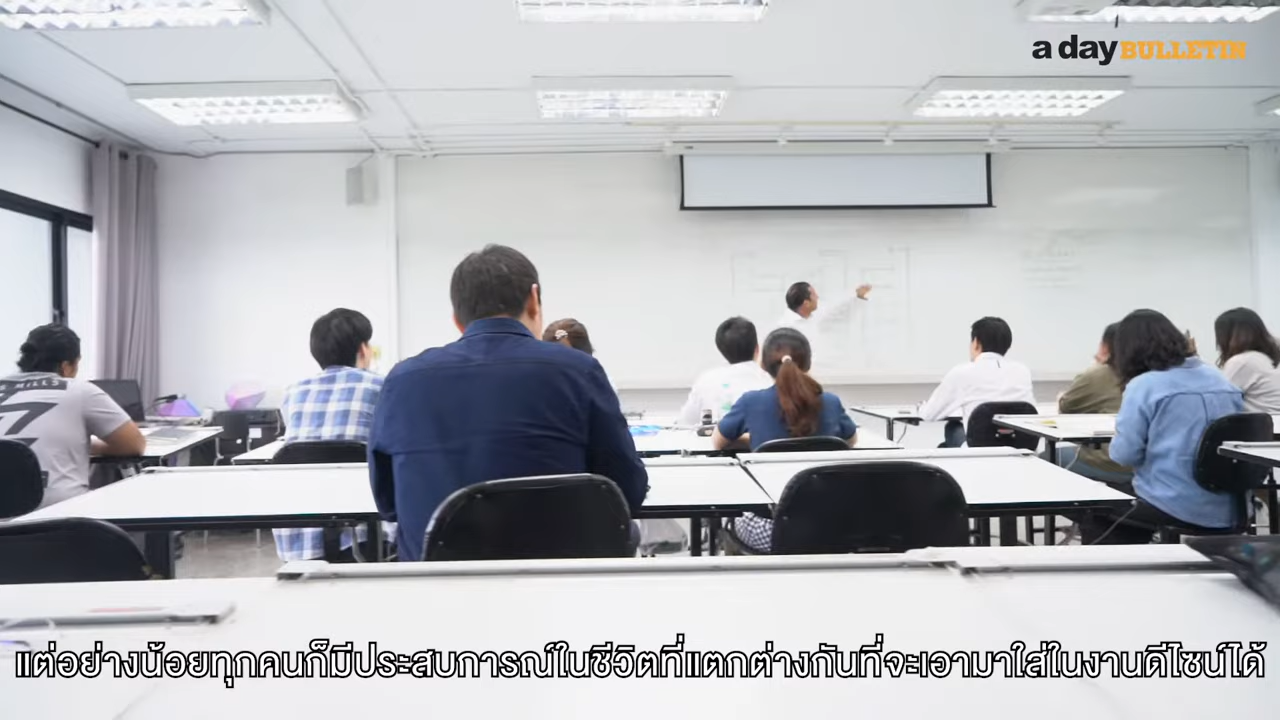 a day BULLETIN
MILLS
แต่อย่างน้อยทุกคนก็มีประสบการณ์ในชีวิตที่แตกต่างกันที่จะเอามาใส่ในงานดีไซน์ได้